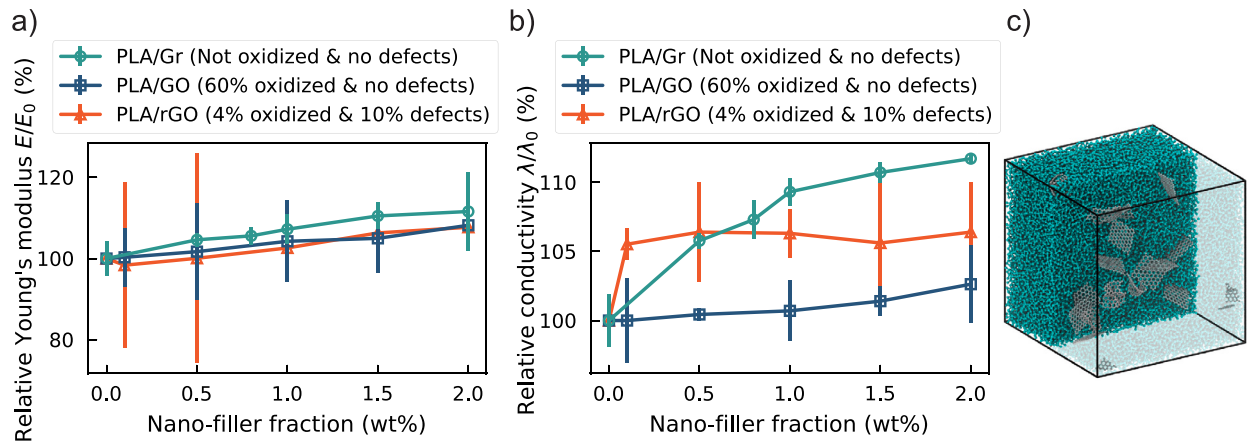 a)
PLA/Gr (Not oxidized & no defects)
PLA/GO (60% oxidized & no defects)
PLA/rGO (4% oxidized & 10% defects)
Relative Young's modulus E/E₀ (%)
120
100
80
0.0 0.5 1.0 1.5 2.0
Nano-filler fraction (wt%)
b)
PLA/Gr (Not oxidized & no defects)
PLA/GO (60% oxidized & no defects)
PLA/rGO (4% oxidized & 10% defects)
Relative conductivity λ/λ₀ (%)
110
105
100
0.0 0.5 1.0 1.5 2.0
Nano-filler fraction (wt%)
c)